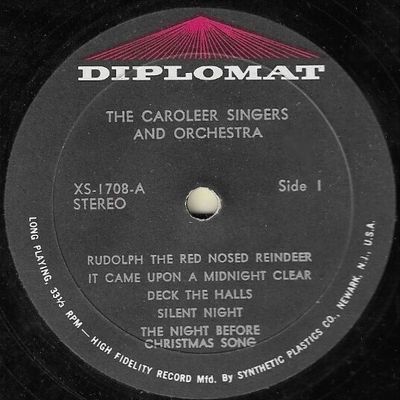 DIPLOMAT
THE CAROLEER SINGERS
AND ORCHESTRA
XS-1708-A
STEREO
Side 1
RUDOLPH THE RED NOSED REINDEER
IT CAME UPON A MIDNIGHT CLEAR
DECK THE HALLS
SILENT NIGHT
THE NIGHT BEFORE
CHRISTMAS SONG
LONG PLAYING, 33⅓ RPM — HIGH FIDELITY RECORD Mfd. By SYNTHETIC PLASTICS CO., NEWARK, N.J., U.S.A.